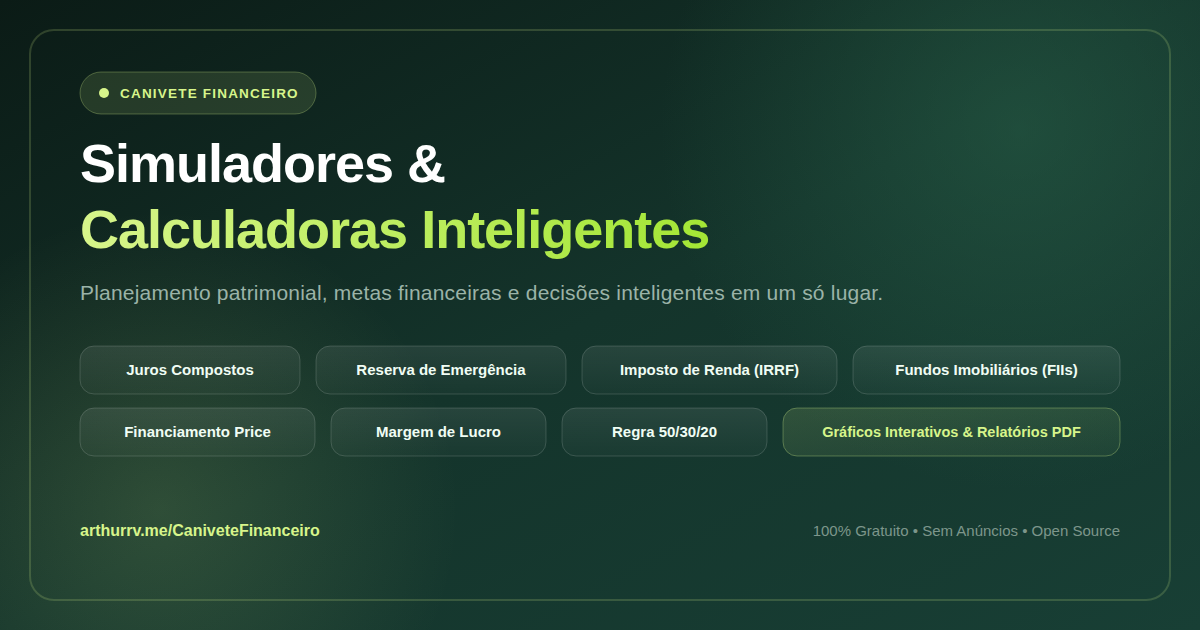 CANIVETE FINANCEIRO
Simuladores &
Calculadoras Inteligentes
Planejamento patrimonial, metas financeiras e decisões inteligentes em um só lugar.
Juros Compostos
Reserva de Emergência
Imposto de Renda (IRRF)
Fundos Imobiliários (FIIs)
Financiamento Price
Margem de Lucro
Regra 50/30/20
Gráficos Interativos & Relatórios PDF
arthurrv.me/CaniveteFinanceiro
100% Gratuito • Sem Anúncios • Open Source